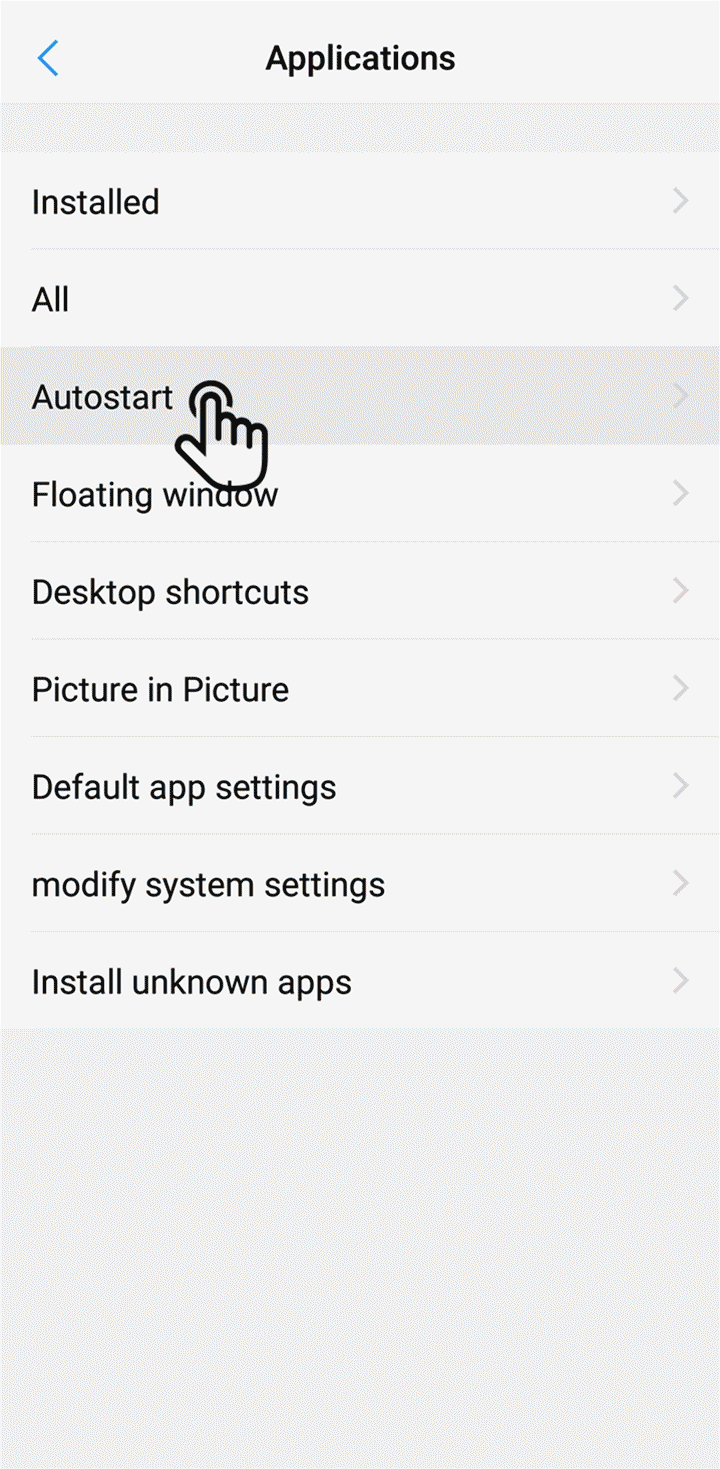 Applications
Installed
All
Autostart
Floating window
Desktop shortcuts
Picture in Picture
Default app settings
modify system settings
Install unknown apps